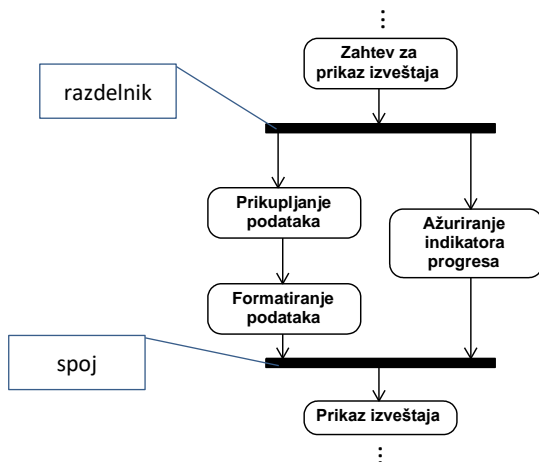 ⋮
Zahtev za
prikaz izveštaja
razdelnik
Prikupljanje
podataka
Ažuriranje
indikatora
progresa
Formatiranje
podataka
spoj
Prikaz izveštaja
⋮